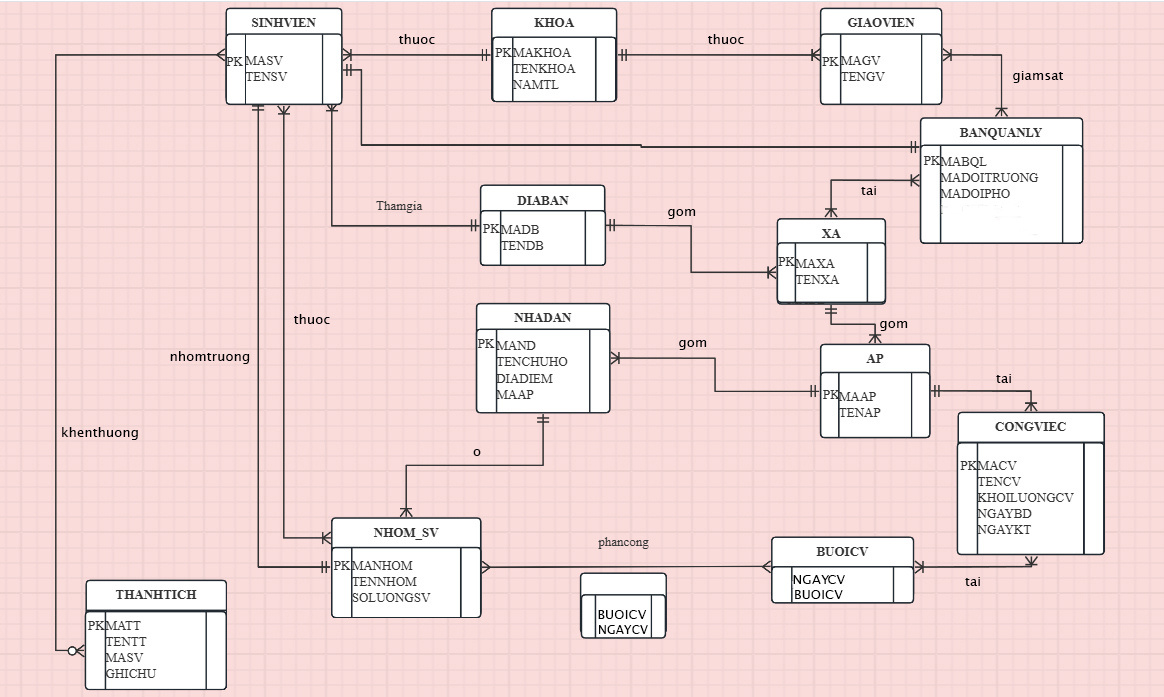 SINHVIEN
PK MASV
TENSV
KHOA
PK MAKHOA
TENKHOA
NAMTL
GIAOVIEN
PK MAGV
TENGV
thuoc
thuoc
giamsat
BANQUANLY
PK MABQL
MADOITRUONG
MADOIPHO
tai
Thamgia
DIABAN
PK MADB
TENDB
gom
XA
PK MAXA
TENXA
gom
thuoc
nhomtruong
khenthuong
NHADAN
PK MAND
TENCHUHO
DIADIEM
MAAP
gom
AP
PK MAAP
TENAP
tai
CONGVIEC
PK MACV
TENCV
KHOILUONGCV
NGAYBD
NGAYKT
o
NHOM_SV
PK MANHOM
TENNHOM
SOLUONGSV
phancong
BUOICV
NGAYCV
BUOICV
tai
BUOICV
NGAYCV
THANHTICH
PK MATT
TENTT
MASV
GHICHU